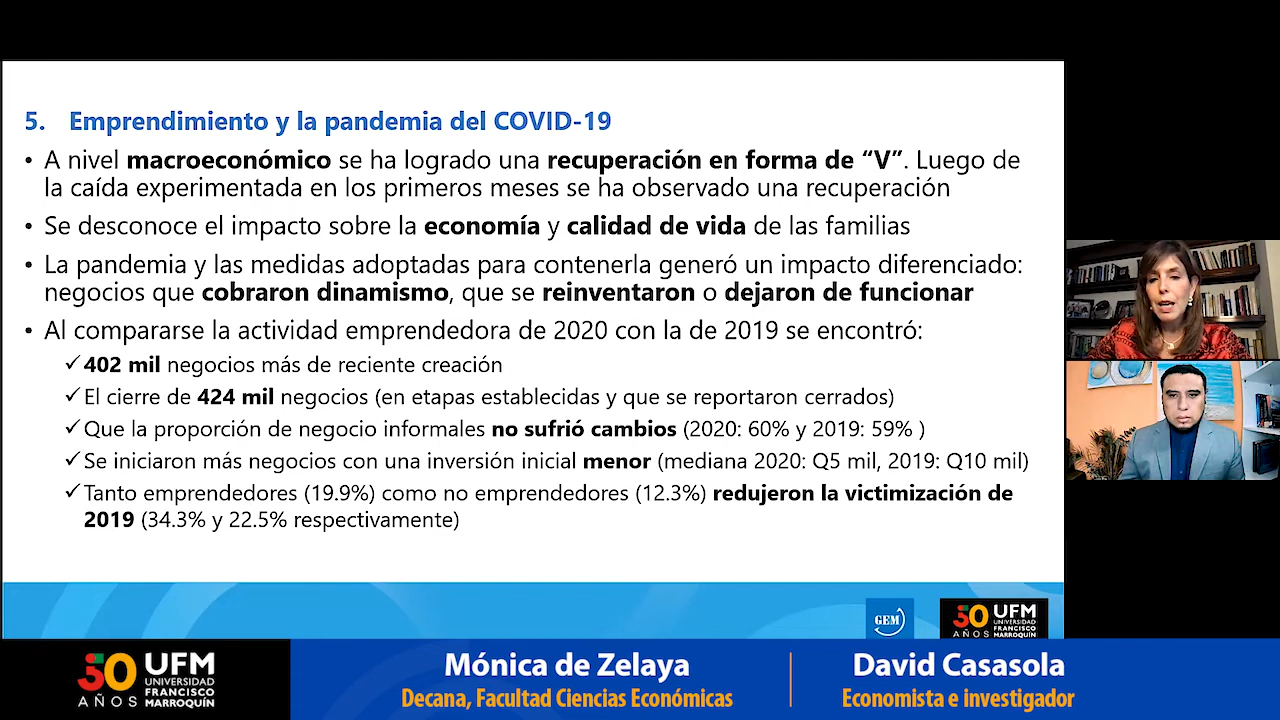 5. Emprendimiento y la pandemia del COVID-19
• A nivel macroeconómico se ha logrado una recuperación en forma de “V”. Luego de
la caída experimentada en los primeros meses se ha observado una recuperación
• Se desconoce el impacto sobre la economía y calidad de vida de las familias
• La pandemia y las medidas adoptadas para contenerla generó un impacto diferenciado:
negocios que cobraron dinamismo, que se reinventaron o dejaron de funcionar
• Al compararse la actividad emprendedora de 2020 con la de 2019 se encontró:
✓402 mil negocios más de reciente creación
✓El cierre de 424 mil negocios (en etapas establecidas y que se reportaron cerrados)
✓Que la proporción de negocio informales no sufrió cambios (2020: 60% y 2019: 59% )
✓Se iniciaron más negocios con una inversión inicial menor (mediana 2020: Q5 mil, 2019: Q10 mil)
✓Tanto emprendedores (19.9%) como no emprendedores (12.3%) redujeron la victimización de
2019 (34.3% y 22.5% respectivamente)
GEM
50 AÑOS
UFM
UNIVERSIDAD
FRANCISCO
MARROQUÍN
50 AÑOS
UFM
UNIVERSIDAD
FRANCISCO
MARROQUÍN
Mónica de Zelaya
Decana, Facultad Ciencias Económicas
David Casasola
Economista e investigador